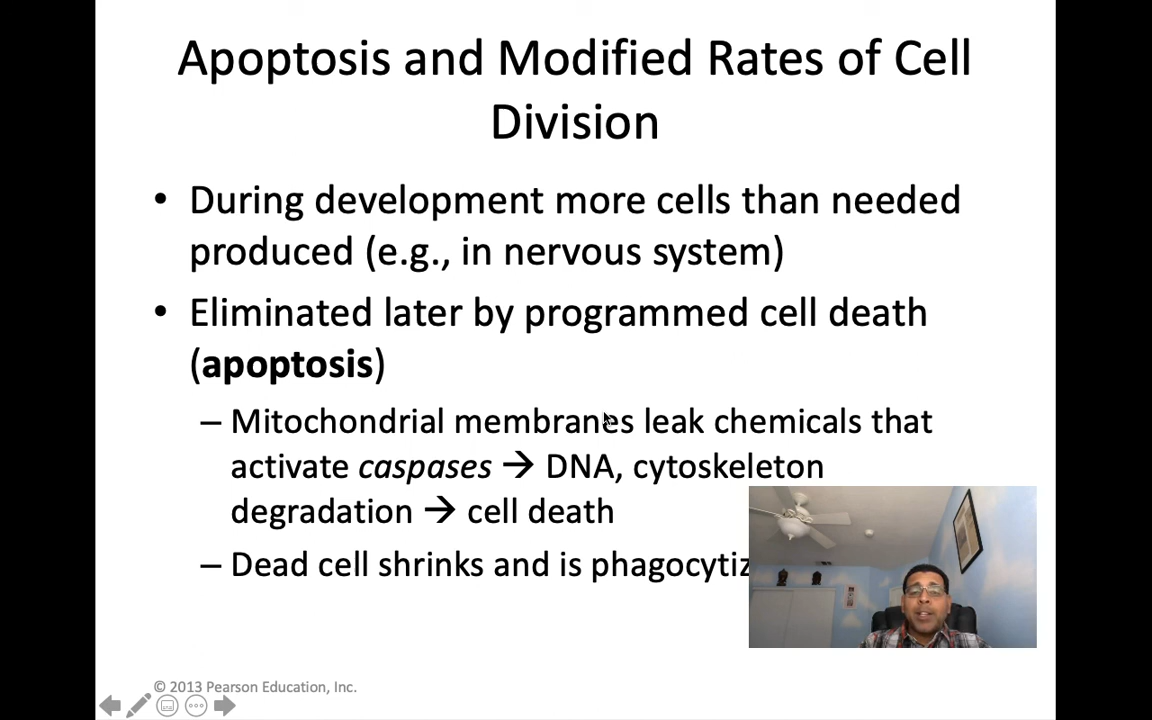 Apoptosis and Modified Rates of Cell
Division
• During development more cells than needed
produced (e.g., in nervous system)
• Eliminated later by programmed cell death
(apoptosis)
– Mitochondrial membranes leak chemicals that
activate caspases → DNA, cytoskeleton
degradation → cell death
– Dead cell shrinks and is
© 2013 Pearson Education, Inc.